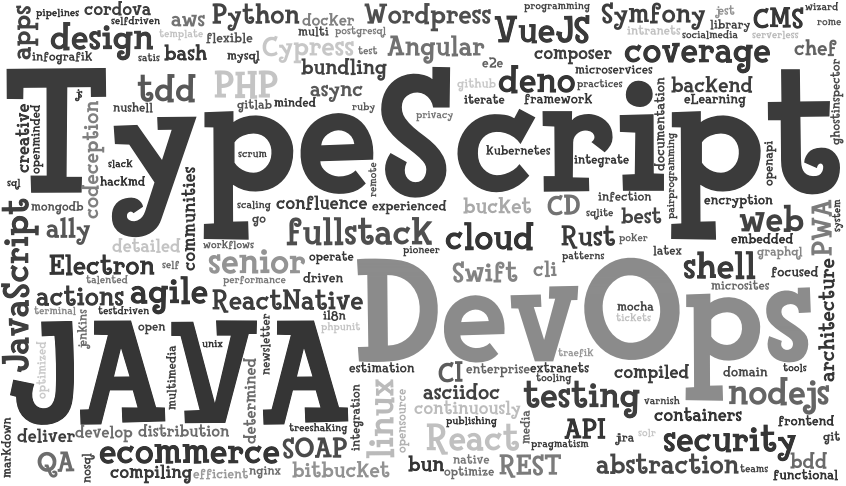 pipelines
cordova
selfdriven
aws
Python
docker
Wordpress
programming
Symfony
jest
CMS
wizard
rome
apps
design
template
flexible
multi
postgresql
VueJS
intranets
library
socialmedia
serverless
infografik
satis
bash
mysql
Cypress
test
Angular
e2e
composer
coverage
chef
bundling
deno
microservices
practices
tdd
PHP
async
github
backend
jr
nushell
gitlab
minded
ruby
privacy
iterate
framework
eLearning
TypeScript
creative
openminded
codeception
slack
hackmd
communities
scrum
remote
Kubernetes
integrate
documentation
pairprogramming
openapi
ghostinspector
sql
mongodb
scaling
go
confluence
experienced
bucket
CD
infection
sqlite
best
encryption
system
ally
detailed
workflows
fullstack
pioneer
cloud
Rust
poker
web
embedded
PWA
JavaScript
Electron
self
senior
operate
patterns
latex
graphql
talented
performance
driven
Swift
cli
shell
focused
actions
agile
ReactNative
microsites
terminal
testdriven
il8n
DevOps
mocha
tickets
architecture
JAVA
jenkins
open
unix
newsletter
phpunit
optimized
multimedia
traefik
estimation
CI
enterprise
extranets
tooling
compiled
domain
tools
determined
linux
opensource
asciidoc
testing
varnish
nodejs
continuously
containers
treeshaking
integration
publishing
media
frontend
markdown
deliver
develop
distribution
React
API
jira
solr
security
git
ecommerce
SOAP
pragmatism
QA
nosql
compiling
efficient
nginx
bitbucket
bun
native
optimize
REST
abstraction
teams
bdd
functional